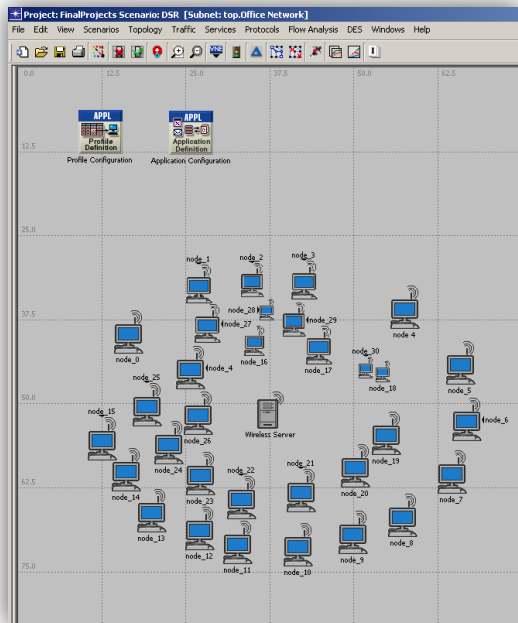 Project: FinalProjects Scenario: DSR [Subnet: top.Office Network]
File Edit View Scenarios Topology Traffic Services Protocols Flow Analysis DES Windows Help
0.0 12.5 25.0 37.5 50.0 62.5
APPL
Profile
Definition
Profile Configuration
APPL
Application
Definition
Application Configuration
12.5
25.0
node_1
node_2
node_3
37.5
node_28
node_27
node_29
node 4
node_0
node_16
node_17
node_30
node_4
node_18
node_5
node_25
50.0
node_15
node_26
Wireless Server
node_6
node_24
node_19
node_14
node_23
node_22
node_21
node_20
node_7
62.5
node_13
node_12
node_11
node_10
node_9
node_8
75.0